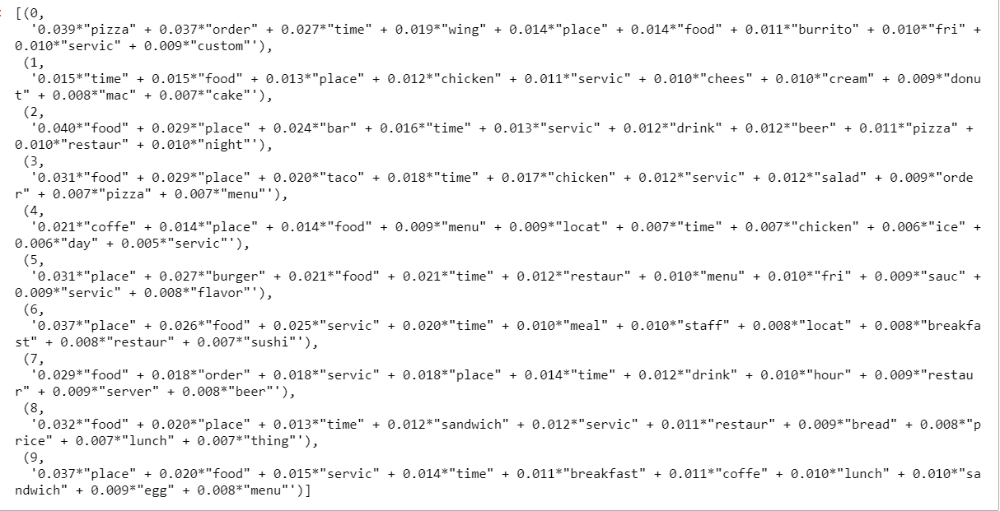 : [(0,
'0.039*"pizza" + 0.037*"order" + 0.027*"time" + 0.019*"wing" + 0.014*"place" + 0.014*"food" + 0.011*"burrito" + 0.010*"fri" +
0.010*"servic" + 0.009*"custom"'),
(1,
'0.015*"time" + 0.015*"food" + 0.013*"place" + 0.012*"chicken" + 0.011*"servic" + 0.010*"chees" + 0.010*"cream" + 0.009*"donu
t" + 0.008*"mac" + 0.007*"cake"'),
(2,
'0.040*"food" + 0.029*"place" + 0.024*"bar" + 0.016*"time" + 0.013*"servic" + 0.012*"drink" + 0.012*"beer" + 0.011*"pizza" +
0.010*"restaur" + 0.010*"night"'),
(3,
'0.031*"food" + 0.029*"place" + 0.020*"taco" + 0.018*"time" + 0.017*"chicken" + 0.012*"servic" + 0.012*"salad" + 0.009*"orde
r" + 0.007*"pizza" + 0.007*"menu"'),
(4,
'0.021*"coffe" + 0.014*"place" + 0.014*"food" + 0.009*"menu" + 0.009*"locat" + 0.007*"time" + 0.007*"chicken" + 0.006*"ice" +
0.006*"day" + 0.005*"servic"'),
(5,
'0.031*"place" + 0.027*"burger" + 0.021*"food" + 0.021*"time" + 0.012*"restaur" + 0.010*"menu" + 0.010*"fri" + 0.009*"sauc" +
0.009*"servic" + 0.008*"flavor"'),
(6,
'0.037*"place" + 0.026*"food" + 0.025*"servic" + 0.020*"time" + 0.010*"meal" + 0.010*"staff" + 0.008*"locat" + 0.008*"breakfa
st" + 0.008*"restaur" + 0.007*"sushi"'),
(7,
'0.029*"food" + 0.018*"order" + 0.018*"servic" + 0.018*"place" + 0.014*"time" + 0.012*"drink" + 0.010*"hour" + 0.009*"restau
r" + 0.009*"server" + 0.008*"beer"'),
(8,
'0.032*"food" + 0.020*"place" + 0.013*"time" + 0.012*"sandwich" + 0.012*"servic" + 0.011*"restaur" + 0.009*"bread" + 0.008*"p
rice" + 0.007*"lunch" + 0.007*"thing"'),
(9,
'0.037*"place" + 0.020*"food" + 0.015*"servic" + 0.014*"time" + 0.011*"breakfast" + 0.011*"coffe" + 0.010*"lunch" + 0.010*"sa
ndwich" + 0.009*"egg" + 0.008*"menu"')]